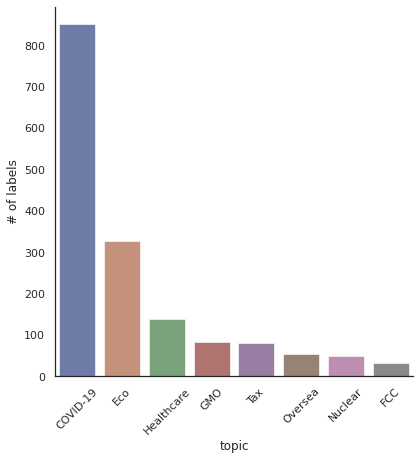 # of labels
800
700
600
500
400
300
200
100
0
COVID-19
Eco
Healthcare
GMO
Tax
Oversea
Nuclear
FCC
topic